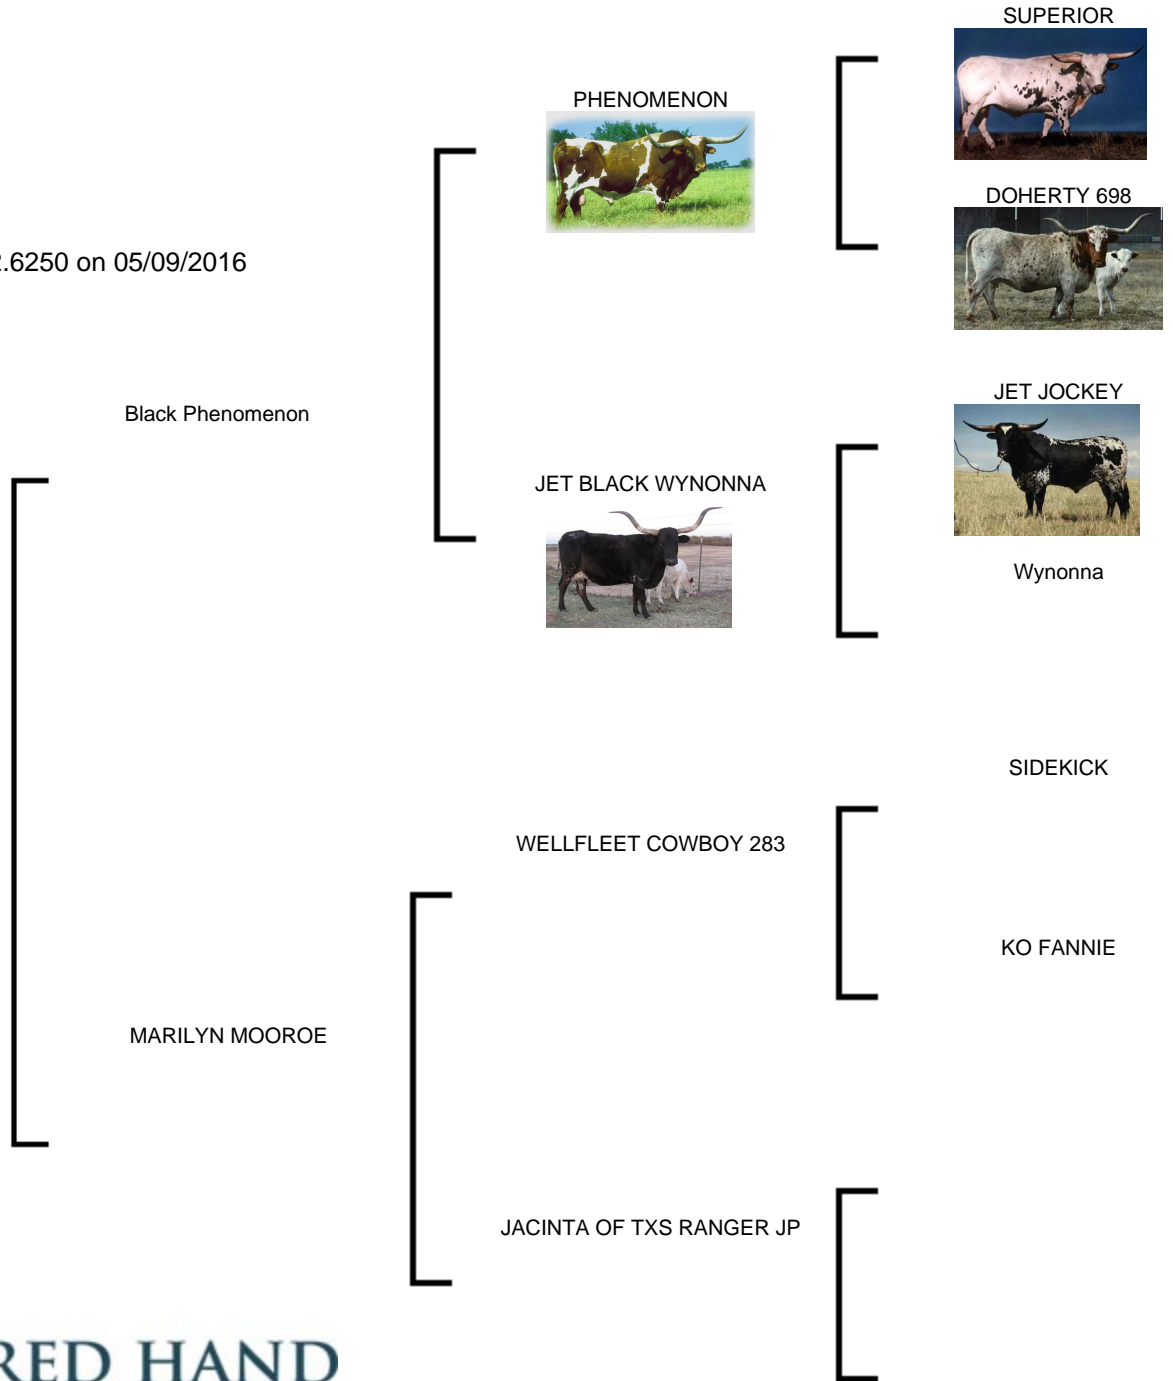 SUPERIOR
PHENOMENON
DOHERTY 698
.6250 on 05/09/2016
JET JOCKEY
Black Phenomenon
JET BLACK WYNONNA
Wynonna
SIDEKICK
WELLFLEET COWBOY 283
KO FANNIE
MARILYN MOOROE
JACINTA OF TXS RANGER JP
RED HAND